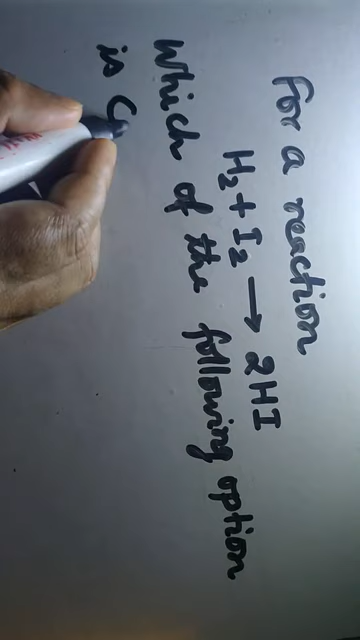 For a reaction
H₂ + I₂ → 2HI
Which of the following option
is